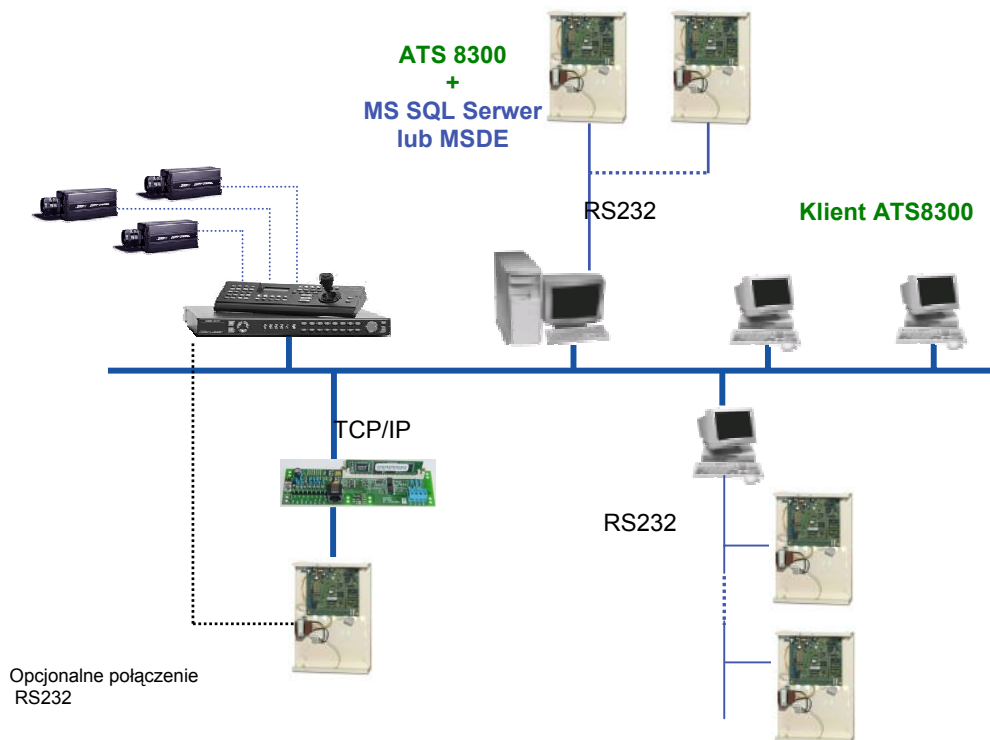 ATS 8300
+
MS SQL Serwer
lub MSDE
RS232
Klient ATS8300
TCP/IP
RS232
Opcjonalne połączenie
RS232